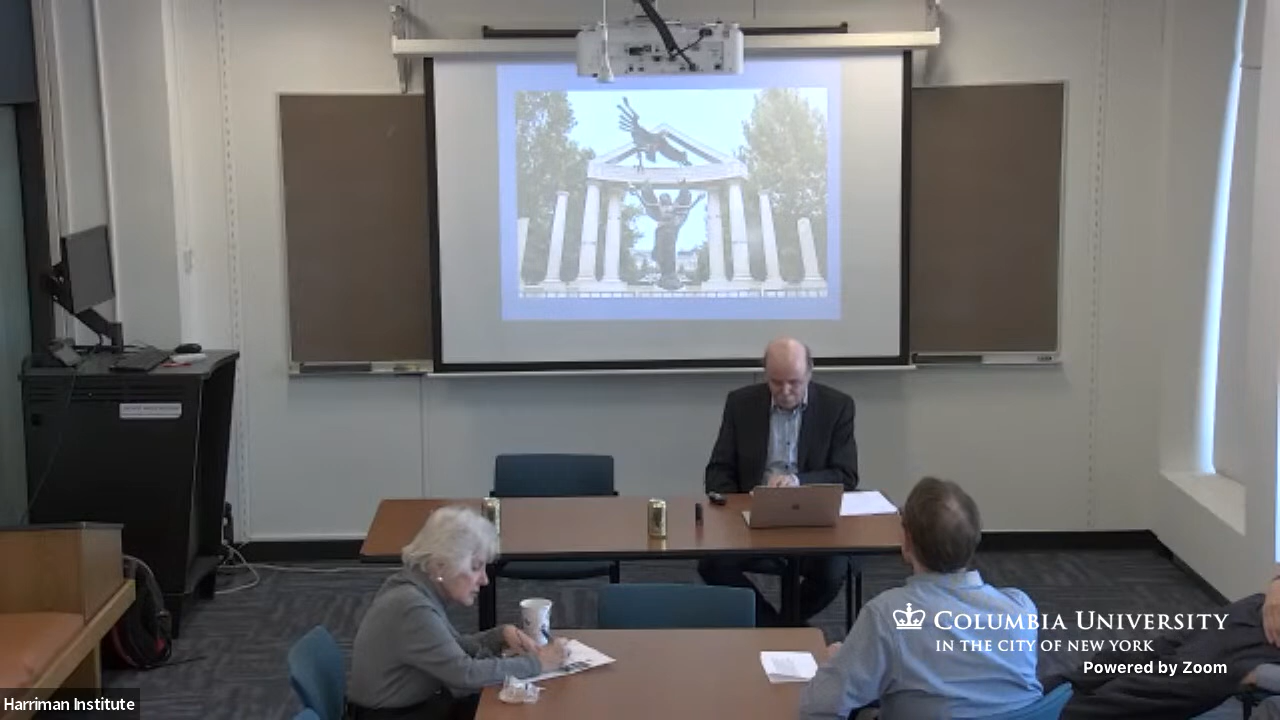 COLUMBIA UNIVERSITY
IN THE CITY OF NEW YORK
Powered by Zoom
Harriman Institute